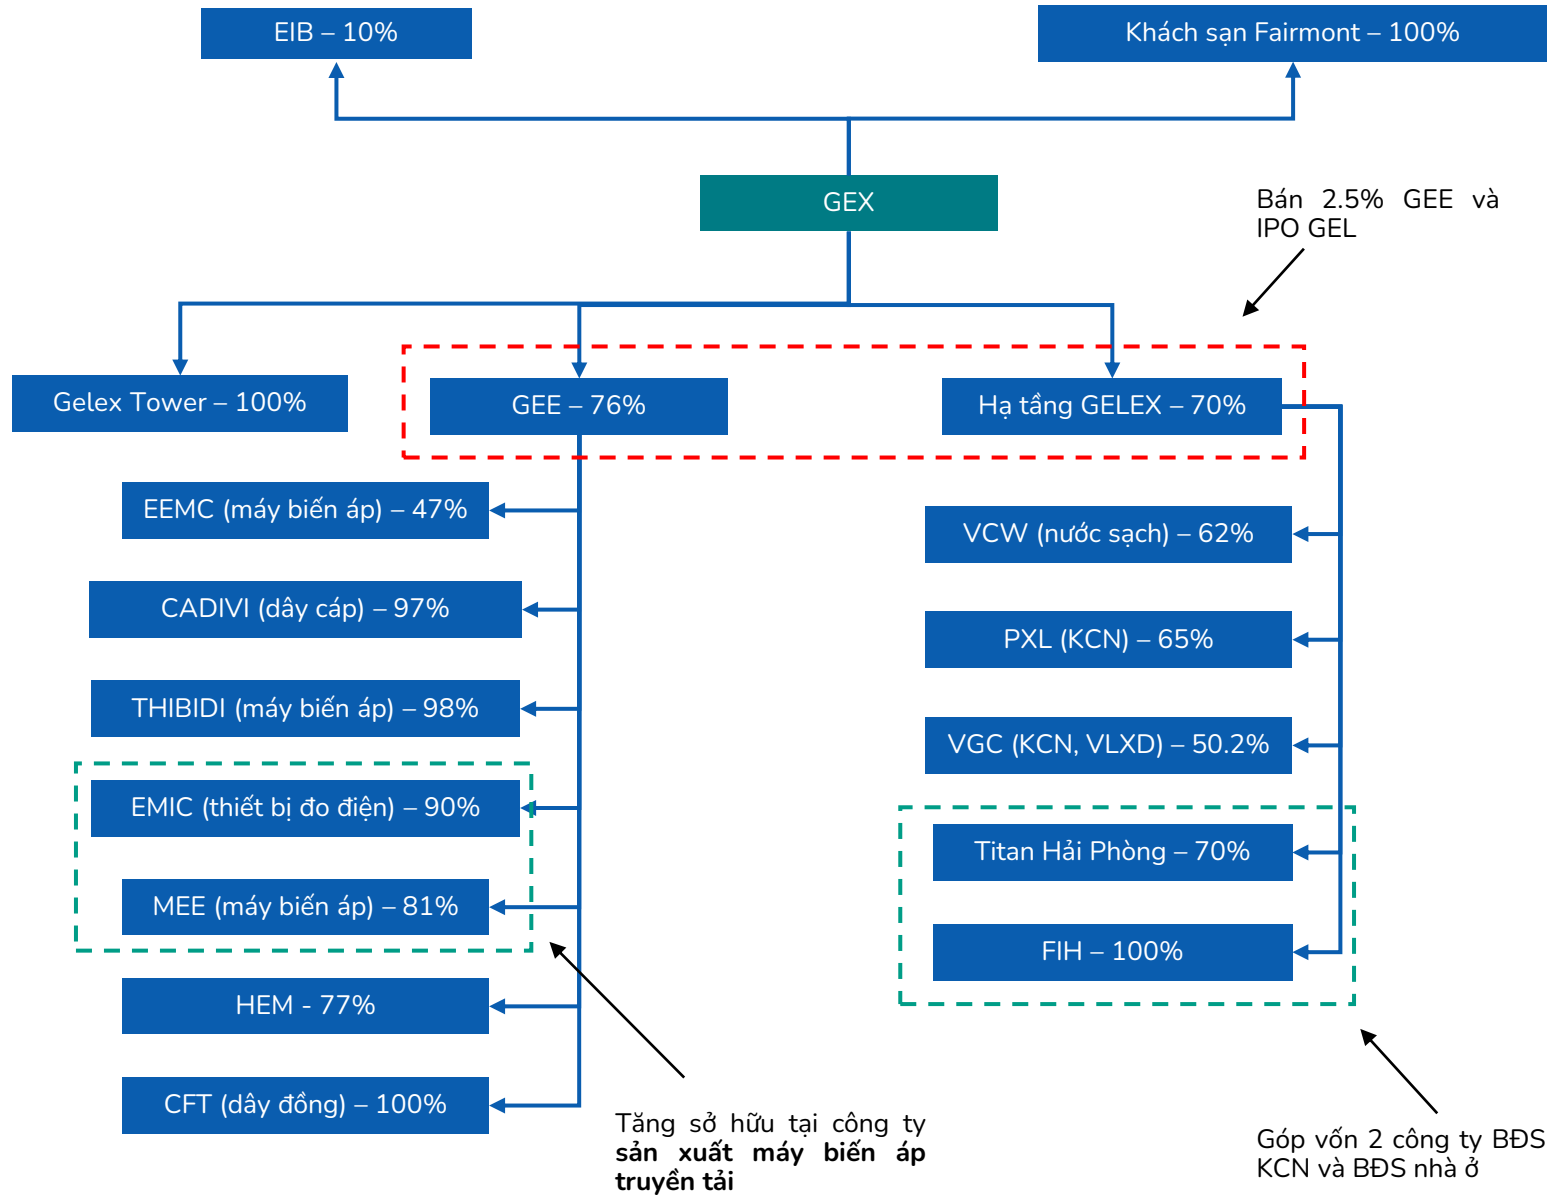 EIB – 10%
Khách sạn Fairmont – 100%
GEX
Bán 2.5% GEE và
IPO GEL
Gelex Tower – 100%
GEE – 76%
Hạ tầng GELEX – 70%
EEMC (máy biến áp) – 47%
CADIVI (dây cáp) – 97%
THIBIDI (máy biến áp) – 98%
EMIC (thiết bị đo điện) – 90%
MEE (máy biến áp) – 81%
HEM - 77%
CFT (dây đồng) – 100%
VCW (nước sạch) – 62%
PXL (KCN) – 65%
VGC (KCN, VLXD) – 50.2%
Titan Hải Phòng – 70%
FIH – 100%
Tăng sở hữu tại công ty
sản xuất máy biến áp
truyền tải
Góp vốn 2 công ty BĐS
KCN và BĐS nhà ở